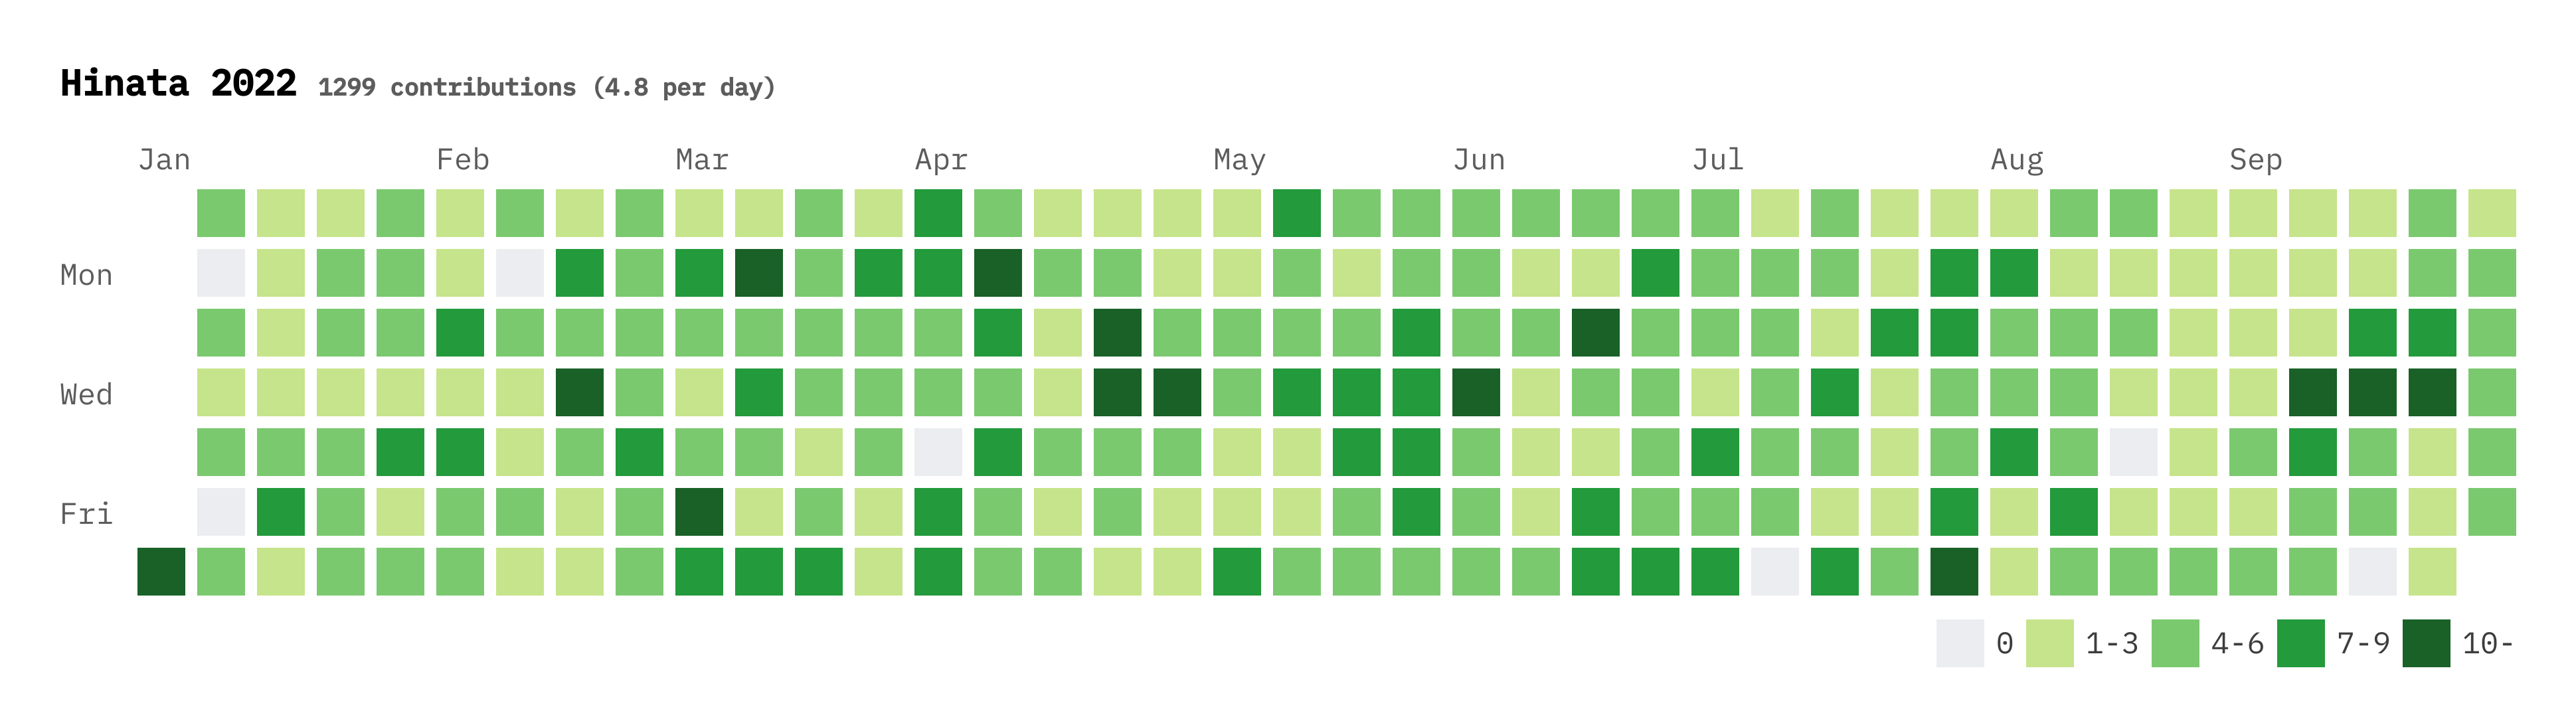 Hinata 2022 1299 contributions (4.8 per day)
Jan Feb Mar Apr May Jun Jul Aug Sep
Mon
Wed
Fri
0 1-3 4-6 7-9 10-